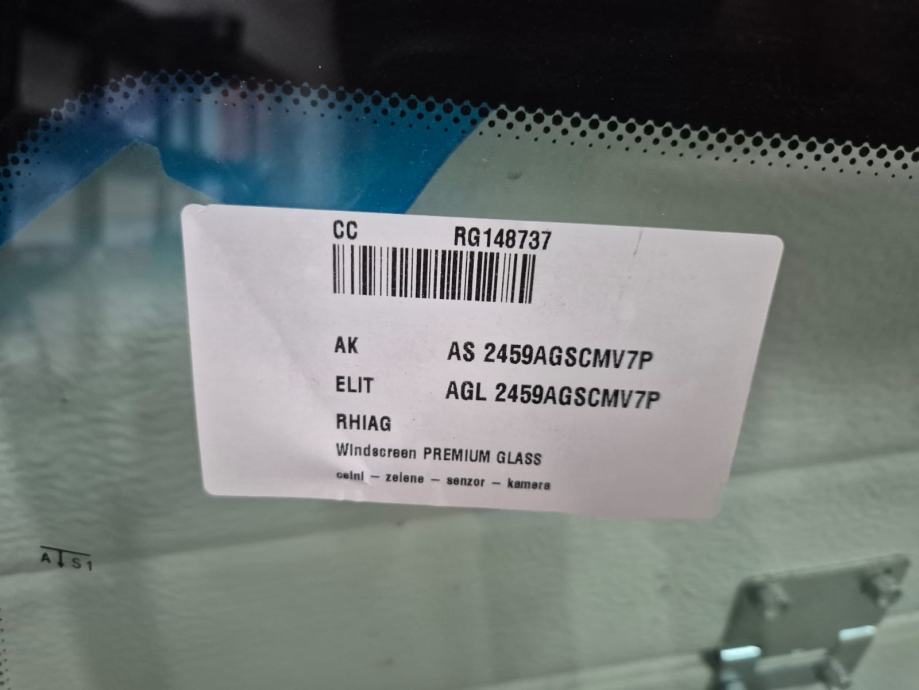 CC RG148737
AK AS 2459AGSCMV7P
ELIT AGL 2459AGSCMV7P
RHIAG
Windscreen PREMIUM GLASS
celni – zelene – senzor – kamera
A S1